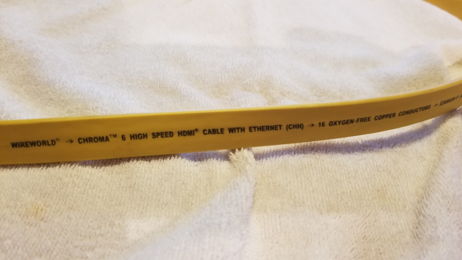 WIREWORLD® → CHROMA™ 6 HIGH SPEED HDMI® CABLE WITH ETHERNET (CHH) → 16 OXYGEN-FREE COPPER CONDUCTORS →